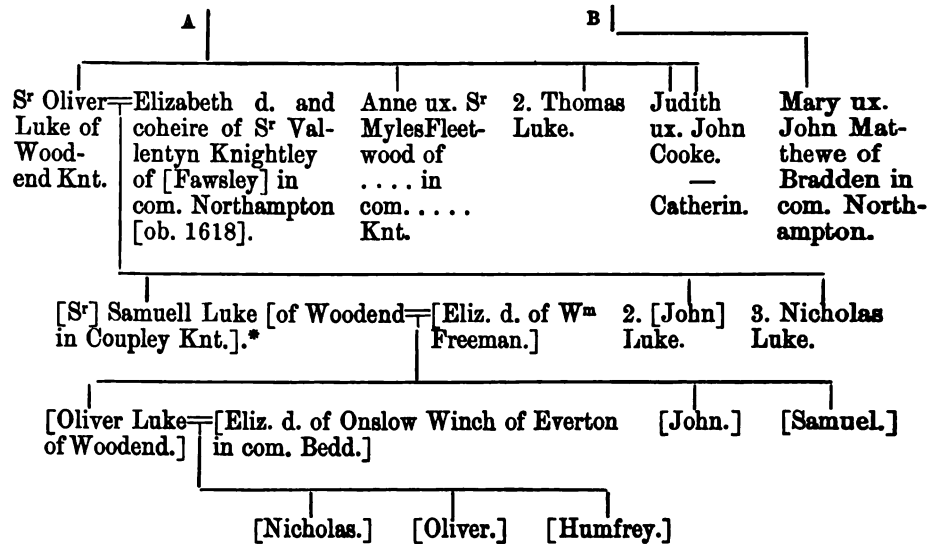 A
B
Sʳ Oliver=Elizabeth d. and
Luke of coheire of Sʳ Val-
Wood- lentyn Knightley
end Knt. of [Fawsley] in
com. Northampton
[ob. 1618].
Anne ux. Sʳ
MylesFleet-
wood of
. . . . in
com. . . . .
Knt.
2. Thomas
Luke.
Judith
ux. John
Cooke.
—
Catherin.
Mary ux.
John Mat-
thewe of
Bradden in
com. North-
ampton.
[Sʳ] Samuell Luke [of Woodend=[Eliz. d. of Wᵐ
in Coupley Knt.].* Freeman.]
2. [John]
Luke.
3. Nicholas
Luke.
[Oliver Luke=[Eliz. d. of Onslow Winch of Everton
of Woodend.] in com. Bedd.]
[John.]
[Samuel.]
[Nicholas.] [Oliver.] [Humfrey.]